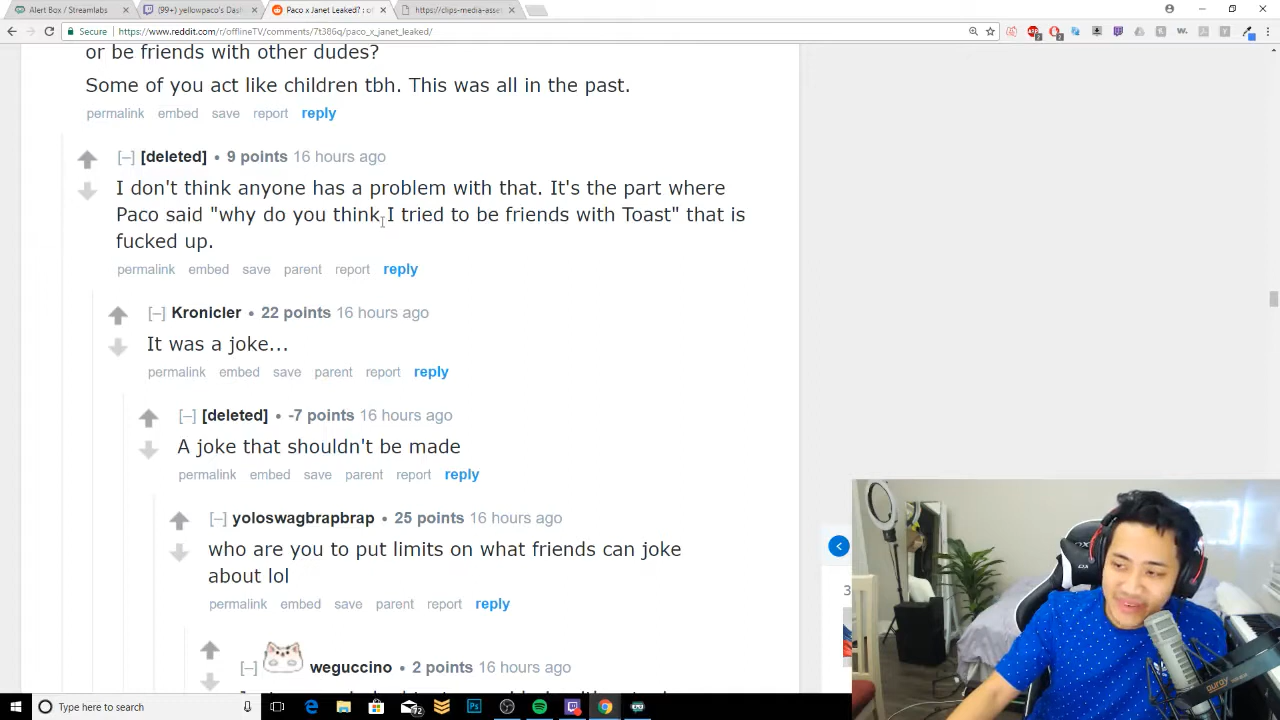 Alert Box / Streamlabs
(99+) yellowpaco's Dash
Paco x Janet Leaked? : of
https://clips-media-asse
Secure
https://www.reddit.com/r/offlineTV/comments/7t386q/paco_x_janet_leaked/
or be friends with other dudes?
Some of you act like children tbh. This was all in the past.
permalink embed save report reply
[–] [deleted] • 9 points 16 hours ago
I don't think anyone has a problem with that. It's the part where
Paco said "why do you think I tried to be friends with Toast" that is
fucked up.
permalink embed save parent report reply
[–] Kronicler • 22 points 16 hours ago
It was a joke...
permalink embed save parent report reply
[–] [deleted] • -7 points 16 hours ago
A joke that shouldn't be made
permalink embed save parent report reply
[–] yoloswagbrapbrap • 25 points 16 hours ago
who are you to put limits on what friends can joke
about lol
permalink embed save parent report reply
[–] weguccino • 2 points 16 hours ago
Type here to search